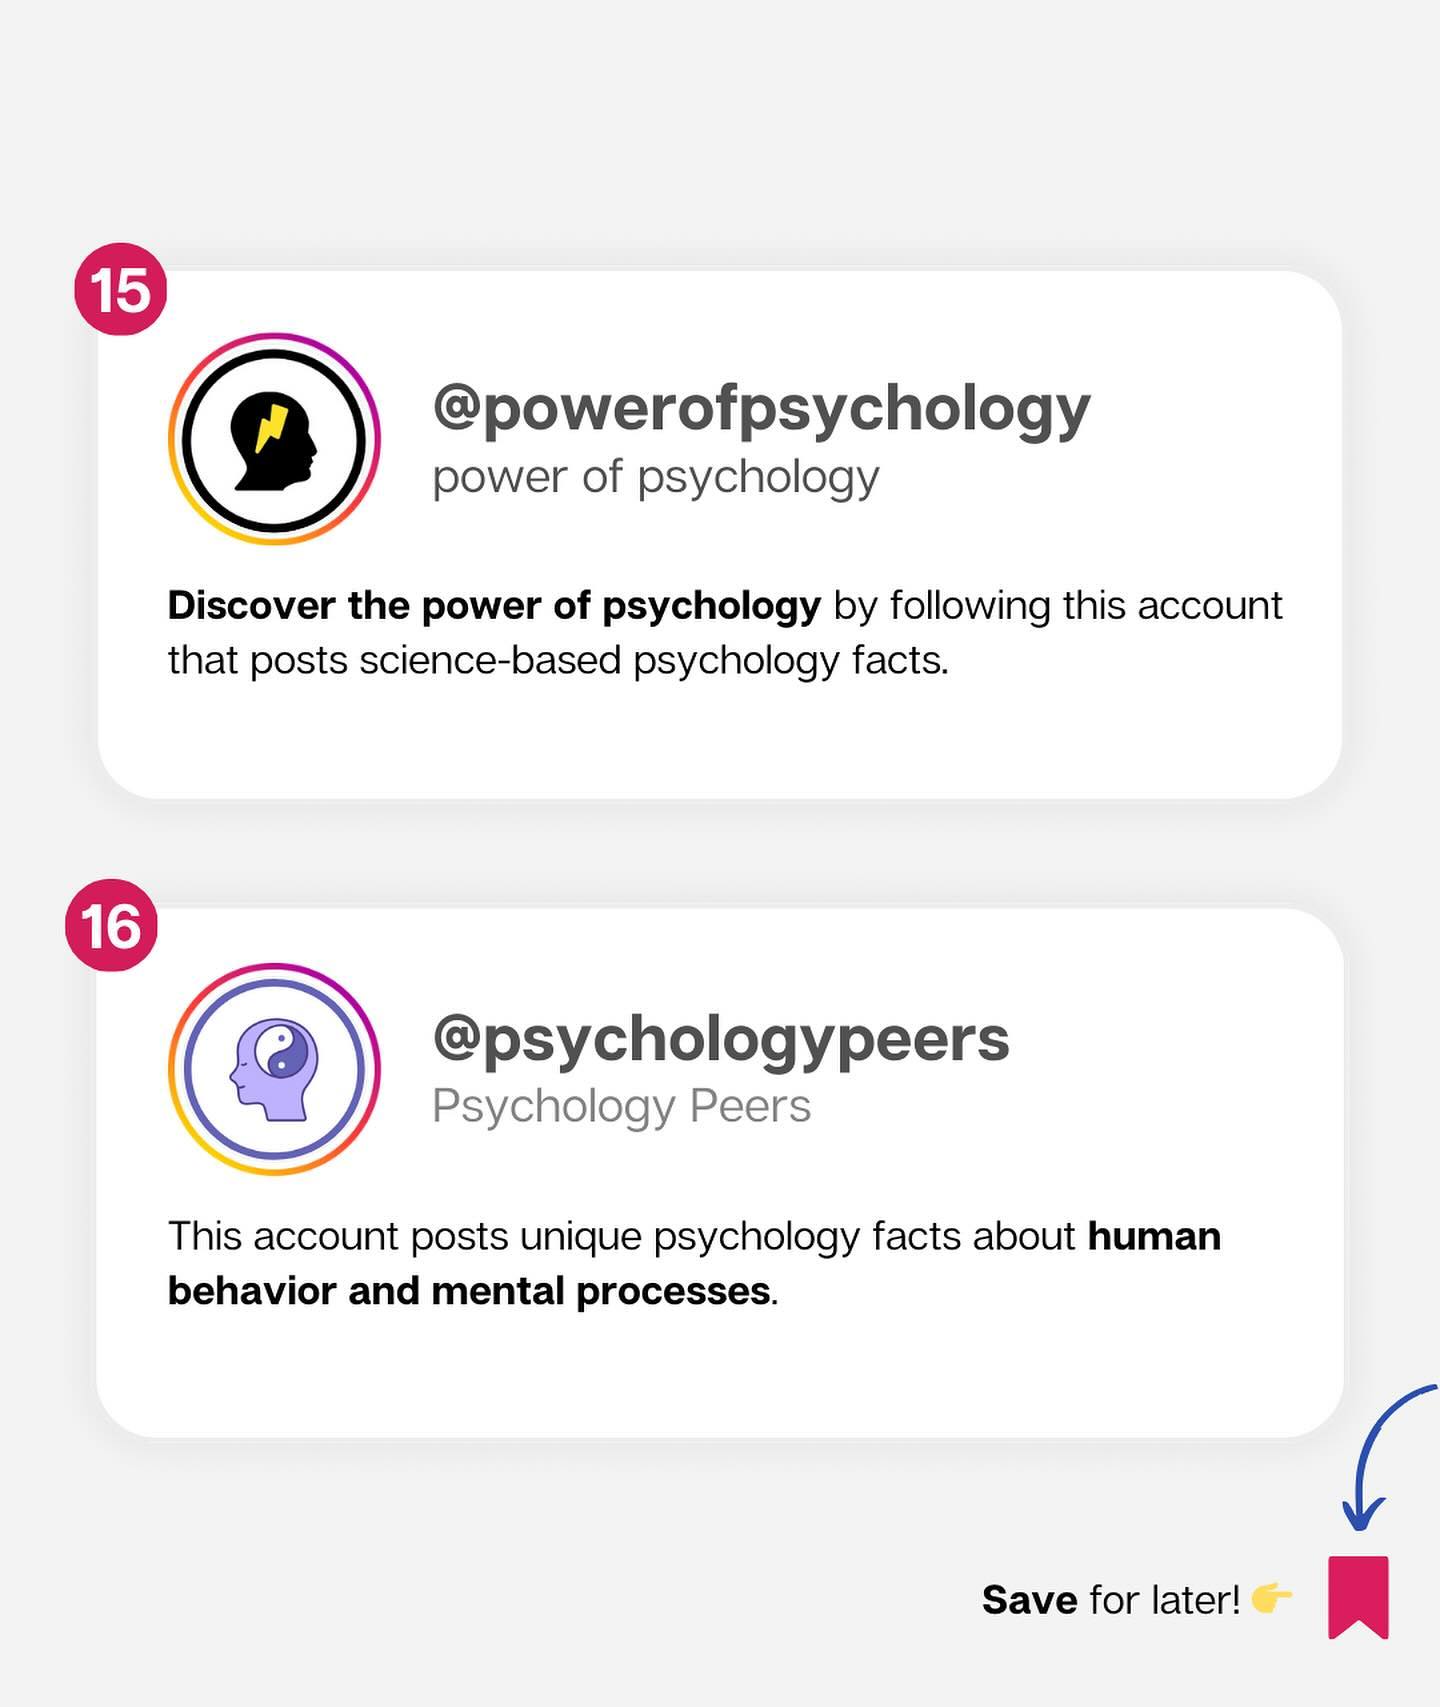 15
@powerofpsychology
power of psychology
Discover the power of psychology by following this account
that posts science-based psychology facts.
16
@psychologypeers
Psychology Peers
This account posts unique psychology facts about human
behavior and mental processes.
Save for later! 👉